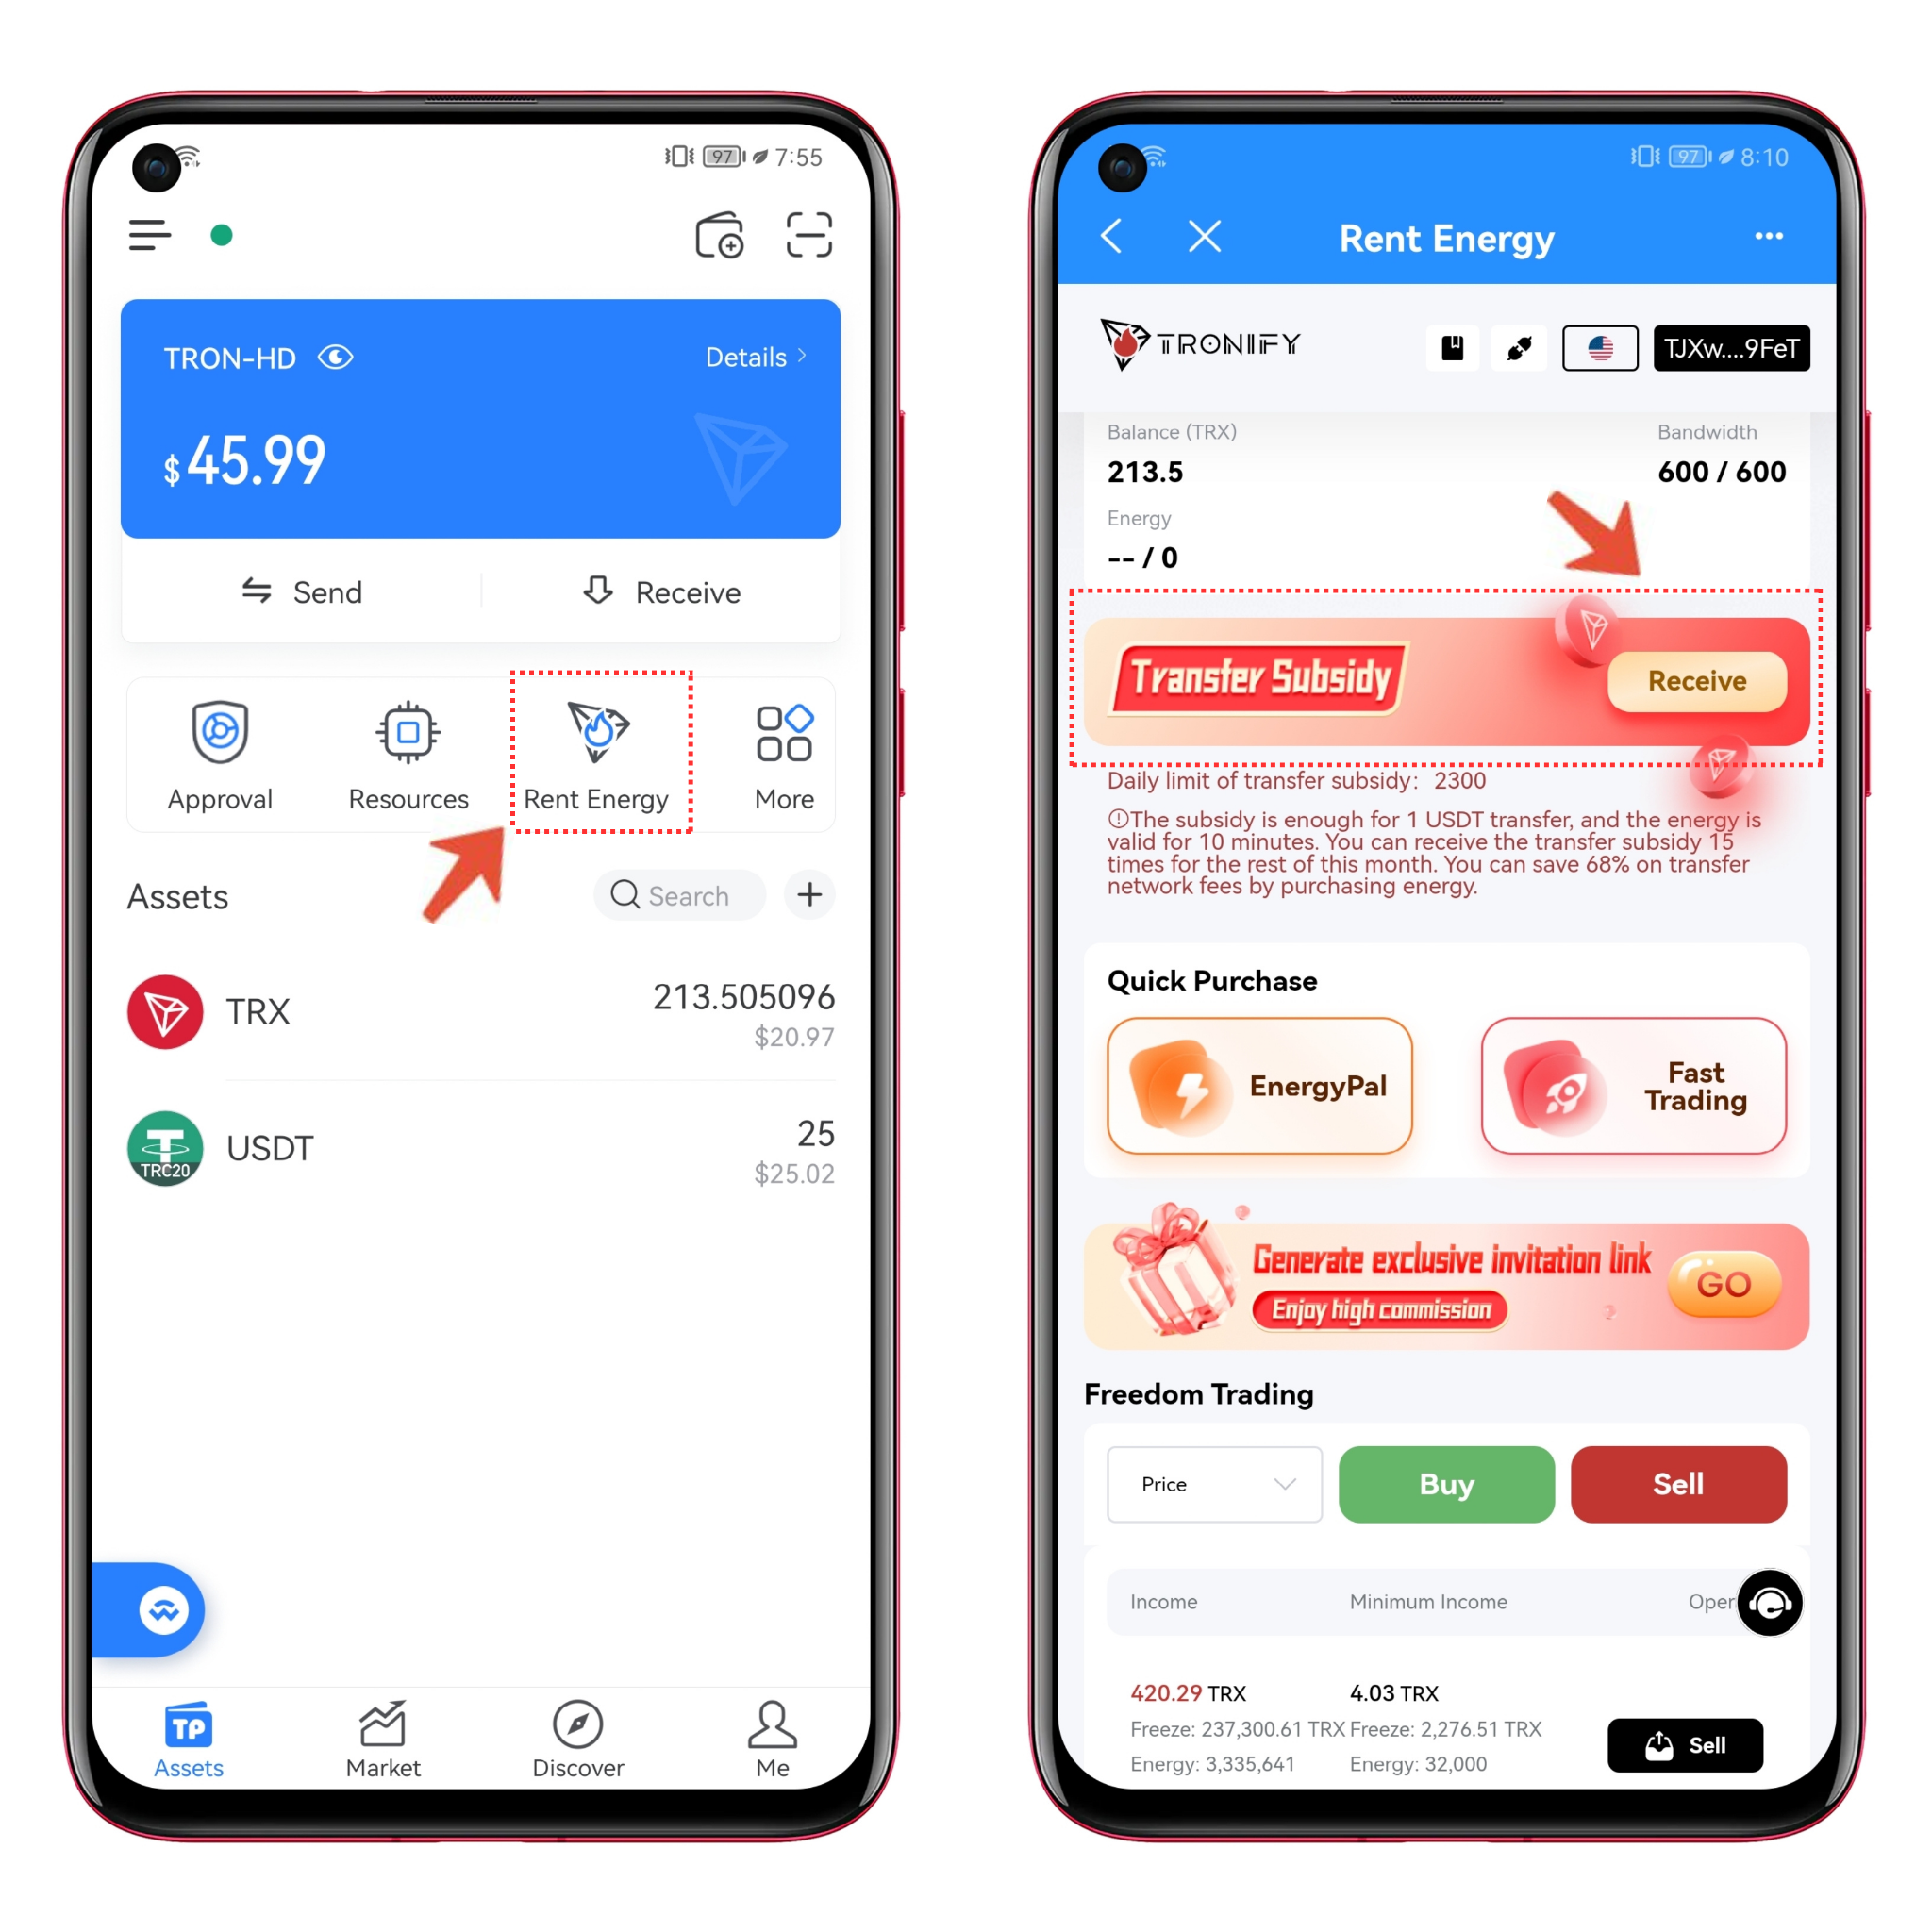 97 7:55
TRON-HD Details
$45.99
Send Receive
Approval Resources Rent Energy More
Assets Search
TRX 213.505096
$20.97
TRC20
USDT 25
$25.02
TP
Assets Market Discover Me
97 8:10
Rent Energy
TRONIFY TJXw....9FeT
Balance (TRX) Bandwidth
213.5 600 / 600
Energy
-- / 0
Transfer Subsidy Receive
Daily limit of transfer subsidy: 2300
The subsidy is enough for 1 USDT transfer, and the energy is
valid for 10 minutes. You can receive the transfer subsidy 15
times for the rest of this month. You can save 68% on transfer
network fees by purchasing energy.
Quick Purchase
EnergyPal Fast
Trading
Generate exclusive invitation link
Enjoy high commission
GO
Freedom Trading
Price Buy Sell
Income Minimum Income Oper
420.29 TRX 4.03 TRX
Freeze: 237,300.61 TRX Freeze: 2,276.51 TRX
Energy: 3,335,641 Energy: 32,000
Sell